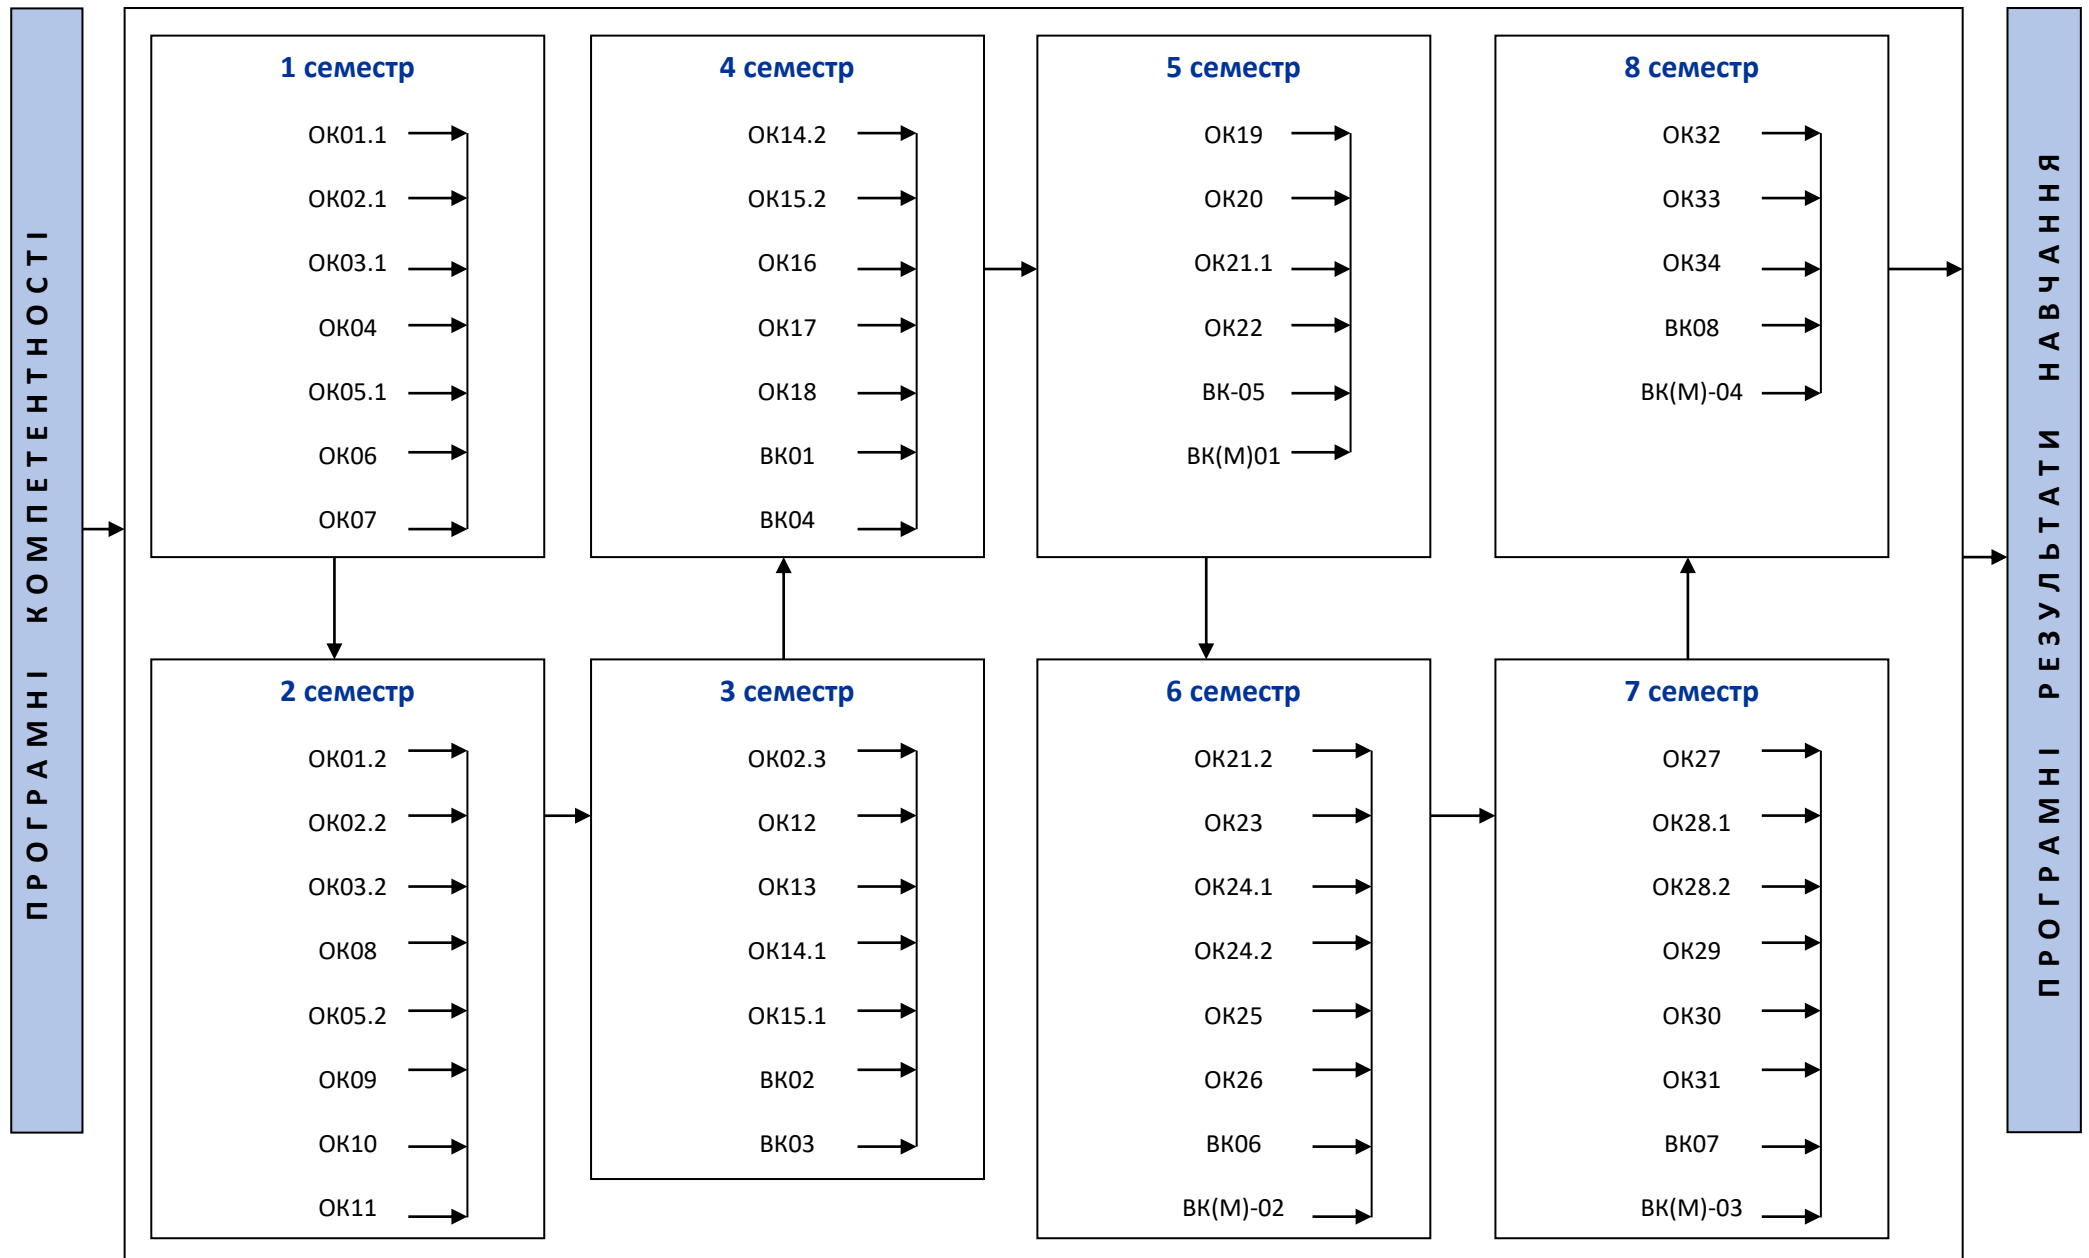 ПРОГРАМНІ КОМПЕТЕНТНОСТІ
1 семестр
ОК01.1
ОК02.1
ОК03.1
ОК04
ОК05.1
ОК06
ОК07
2 семестр
ОК01.2
ОК02.2
ОК03.2
ОК08
ОК05.2
ОК09
ОК10
ОК11
3 семестр
ОК02.3
ОК12
ОК13
ОК14.1
ОК15.1
ВК02
ВК03
4 семестр
ОК14.2
ОК15.2
ОК16
ОК17
ОК18
ВК01
ВК04
5 семестр
ОК19
ОК20
ОК21.1
ОК22
ВК-05
ВК(М)01
6 семестр
ОК21.2
ОК23
ОК24.1
ОК24.2
ОК25
ОК26
ВК06
ВК(М)-02
7 семестр
ОК27
ОК28.1
ОК28.2
ОК29
ОК30
ОК31
ВК07
ВК(М)-03
8 семестр
ОК32
ОК33
ОК34
ВК08
ВК(М)-04
ПРОГРАМНІ РЕЗУЛЬТАТИ НАВЧАННЯ